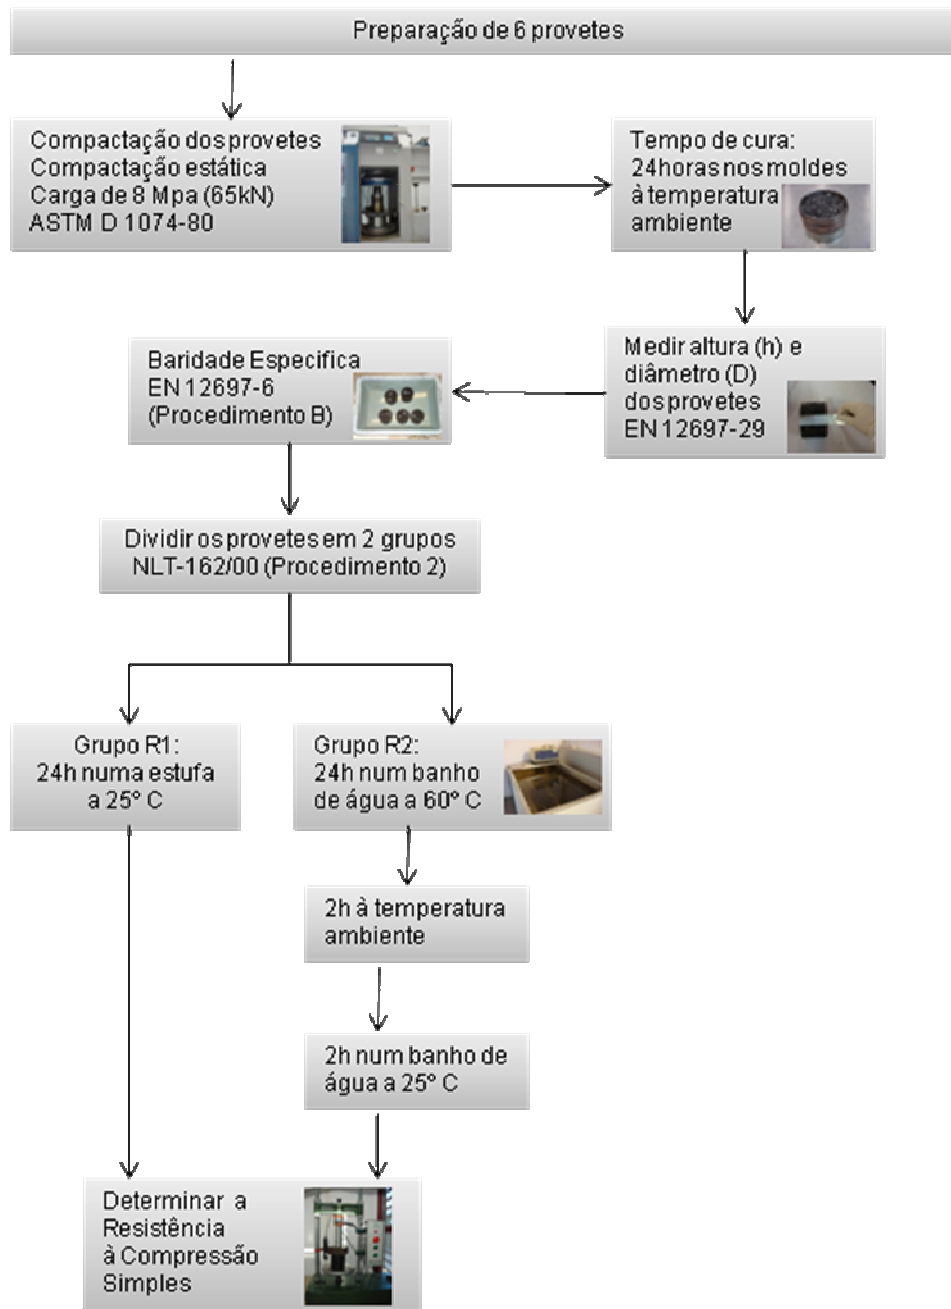 Preparação de 6 provetes
Compactação dos provetes
Compactação estática
Carga de 8 Mpa (65kN)
ASTM D 1074-80
Tempo de cura:
24horas nos moldes
à temperatura
ambiente
Medir altura (h) e
diâmetro (D)
dos provetes
EN 12697-29
Baridade Especifica
EN 12697-6
(Procedimento B)
Dividir os provetes em 2 grupos
NLT-162/00 (Procedimento 2)
Grupo R1:
24h numa estufa
a 25º C
Grupo R2:
24h num banho
de água a 60º C
2h à temperatura
ambiente
2h num banho de
água a 25º C
Determinar a
Resistência
à Compressão
Simples